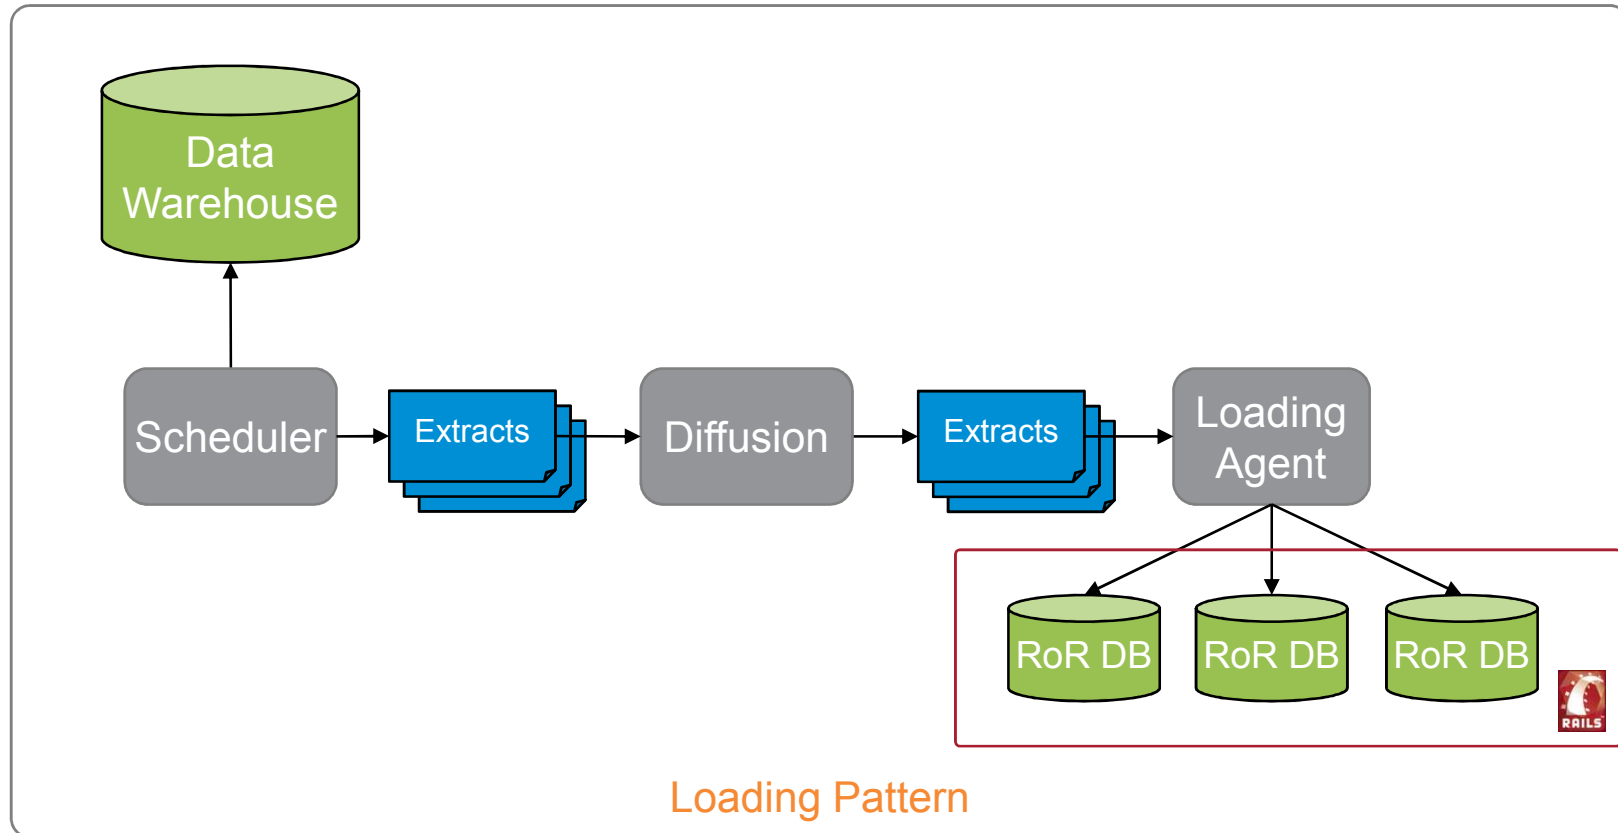 Data
Warehouse
Scheduler
Extracts
Diffusion
Extracts
Loading
Agent
RoR DB
RoR DB
RoR DB
RAILS
Loading Pattern